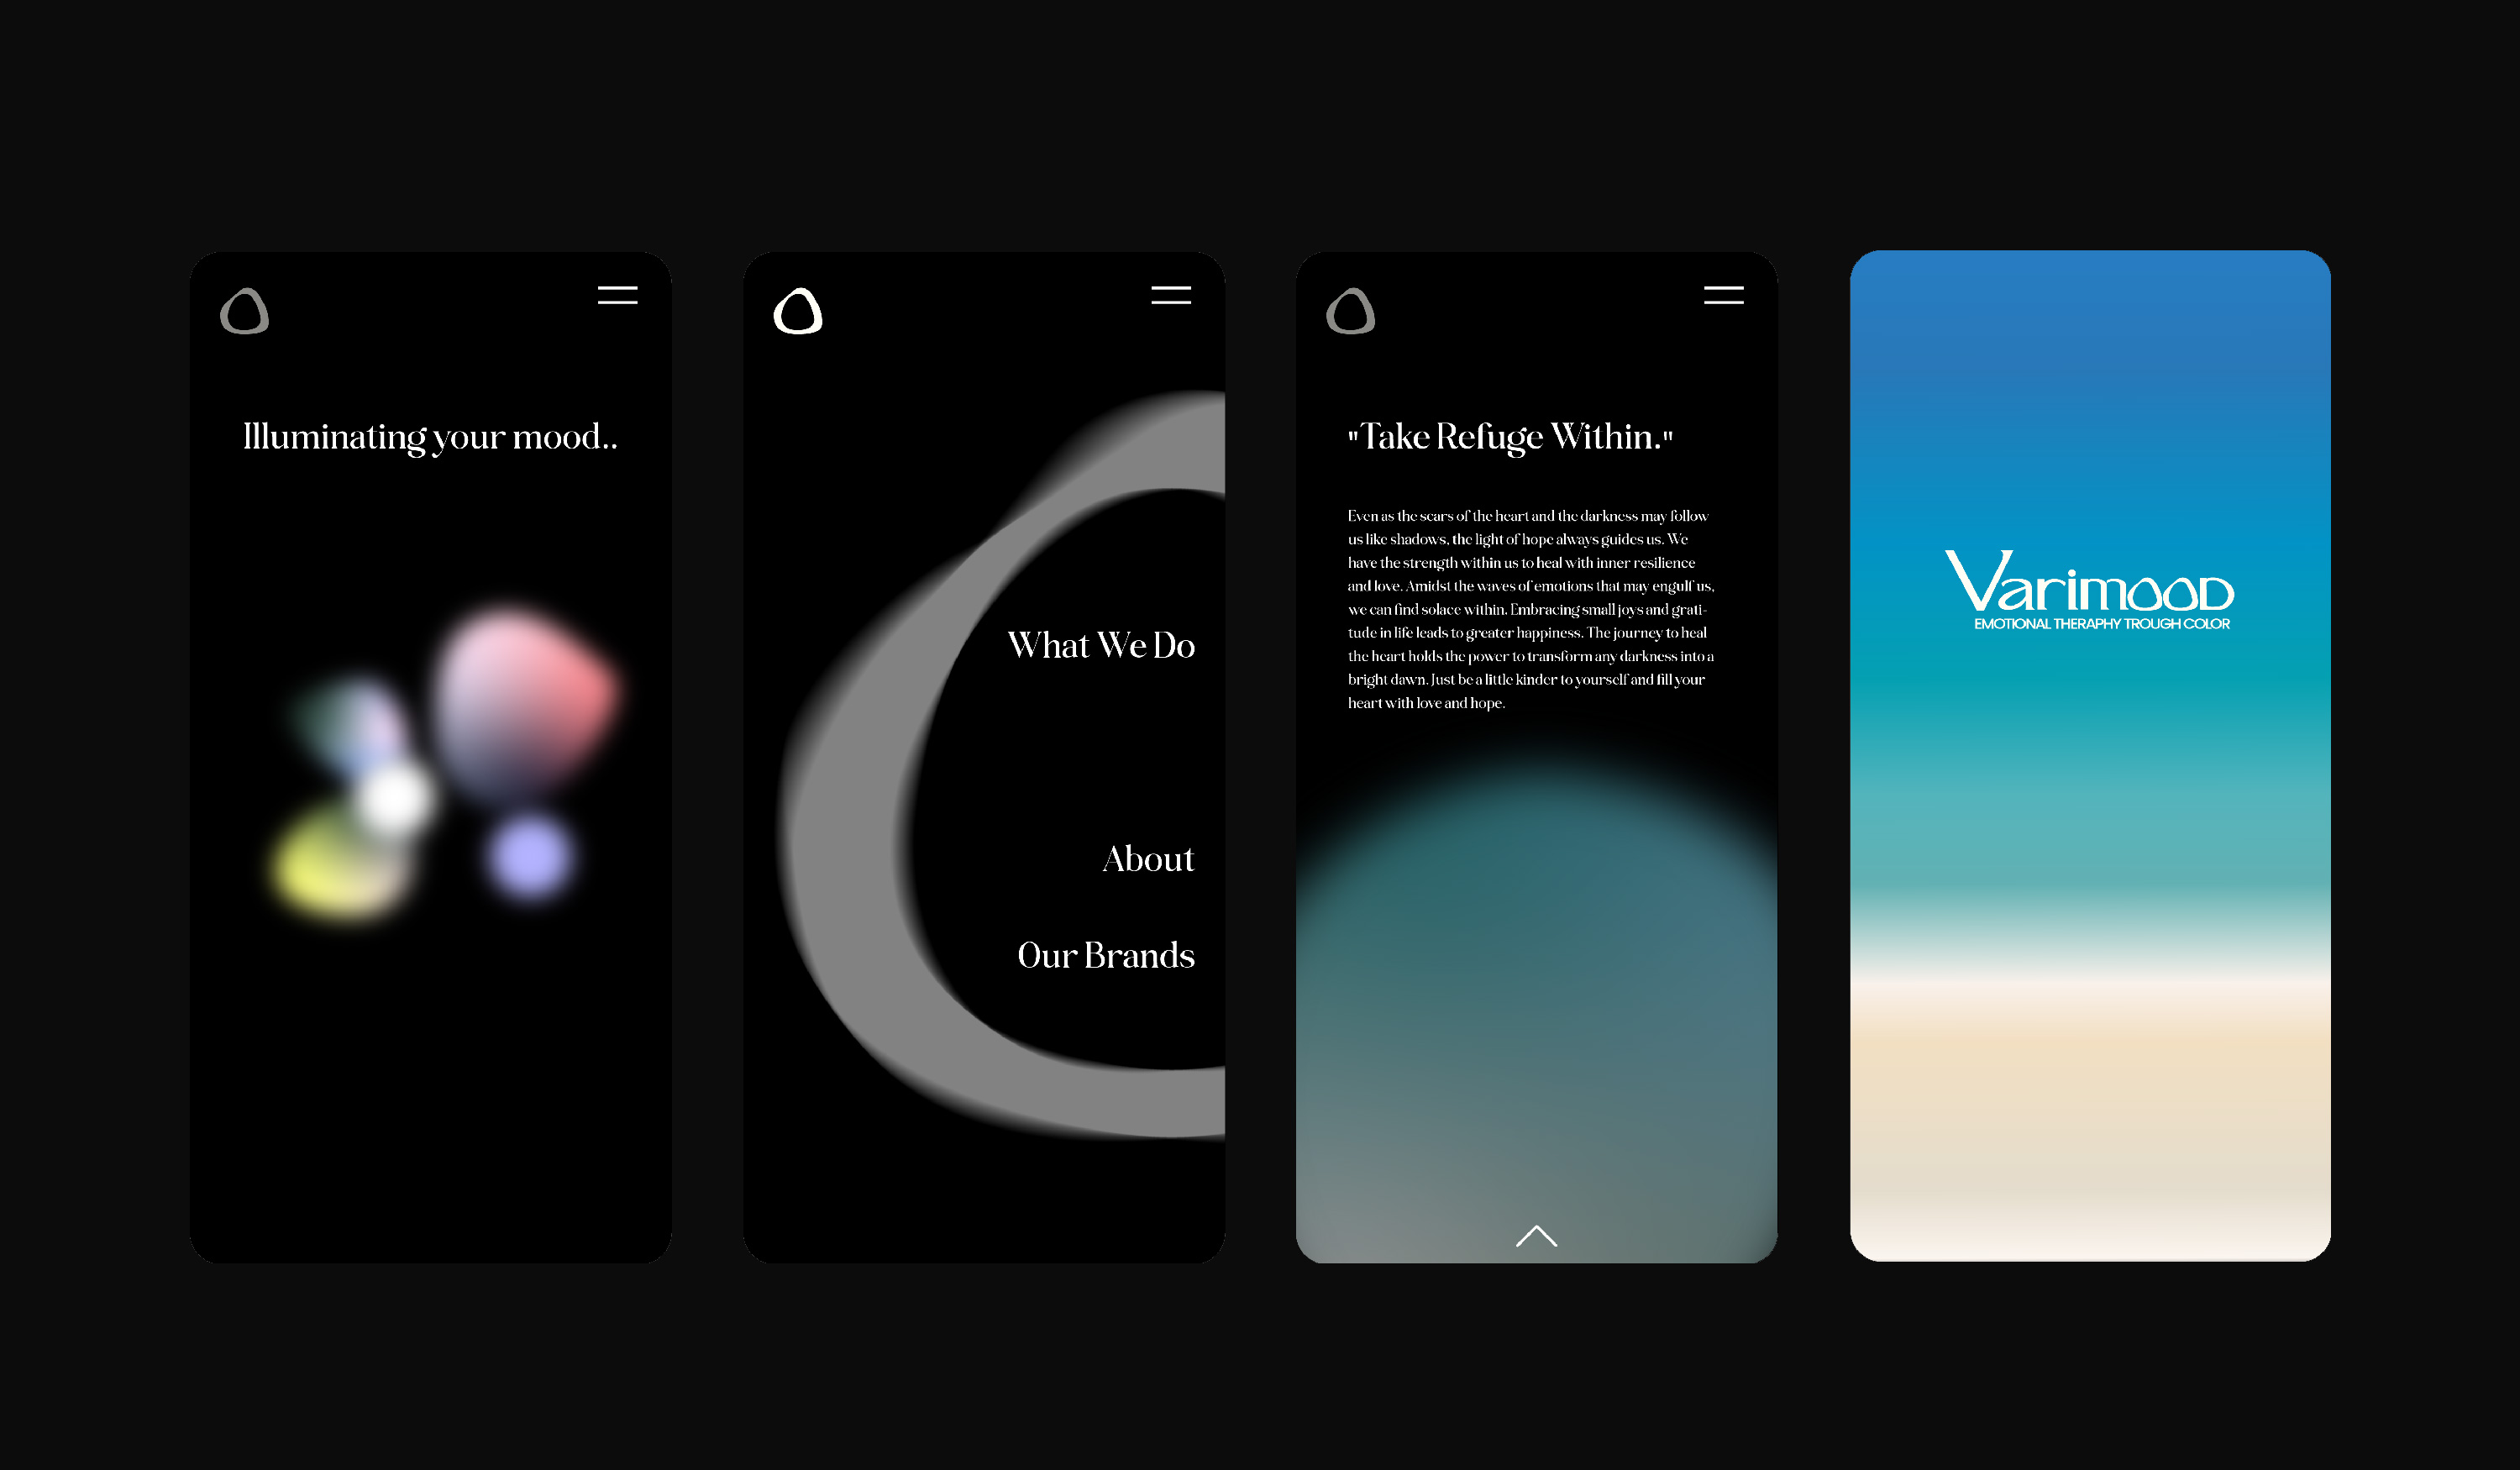 Illuminating your mood..
What We Do
About
Our Brands
"Take Refuge Within."
Even as the scars of the heart and the darkness may follow
us like shadows, the light of hope always guides us. We
have the strength within us to heal with inner resilience
and love. Amidst the waves of emotions that may engulf us,
we can find solace within. Embracing small joys and grati-
tude in life leads to greater happiness. The journey to heal
the heart holds the power to transform any darkness into a
bright dawn. Just be a little kinder to yourself and fill your
heart with love and hope.
VarimOOD
EMOTIONAL THERAPHY TROUGH COLOR